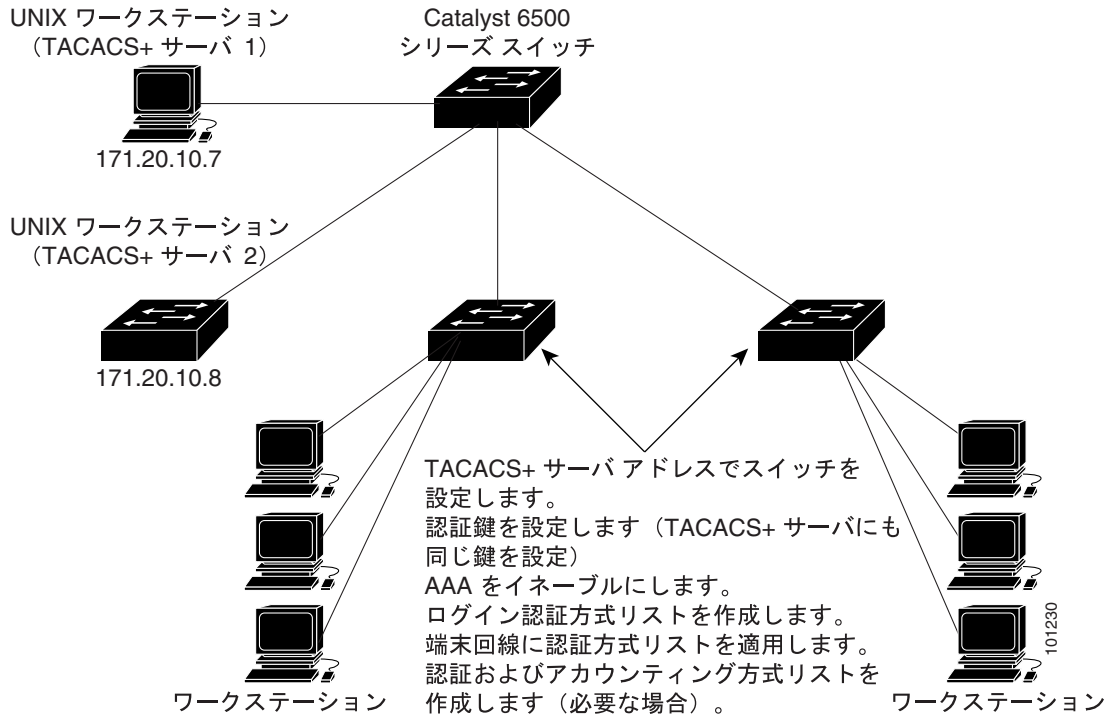 UNIX ワークステーション
（TACACS+ サーバ 1）
Catalyst 6500
シリーズ スイッチ
171.20.10.7
UNIX ワークステーション
（TACACS+ サーバ 2）
171.20.10.8
TACACS+ サーバ アドレスでスイッチを
設定します。
認証鍵を設定します（TACACS+ サーバにも
同じ鍵を設定）
AAA をイネーブルにします。
ログイン認証方式リストを作成します。
端末回線に認証方式リストを適用します。
認証およびアカウンティング方式リストを
作成します（必要な場合）。
ワークステーション
ワークステーション
101230